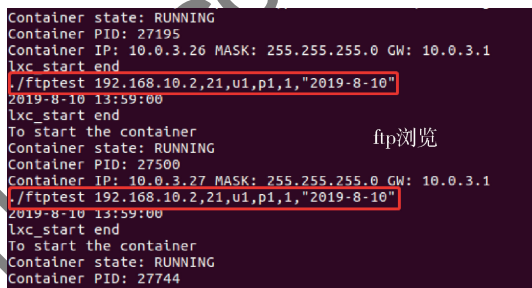 Container state: RUNNING
Container PID: 27195
Container IP: 10.0.3.26 MASK: 255.255.255.0 GW: 10.0.3.1
lxc_start end
./ftptest 192.168.10.2,21,u1,p1,1,"2019-8-10"
2019-8-10 13:59:00
lxc_start end
To start the container
ftp浏览
Container state: RUNNING
Container PID: 27500
Container IP: 10.0.3.27 MASK: 255.255.255.0 GW: 10.0.3.1
./ftptest 192.168.10.2,21,u1,p1,1,"2019-8-10"
2019-8-10 13:59:00
lxc_start end
To start the container
Container state: RUNNING
Container PID: 27744